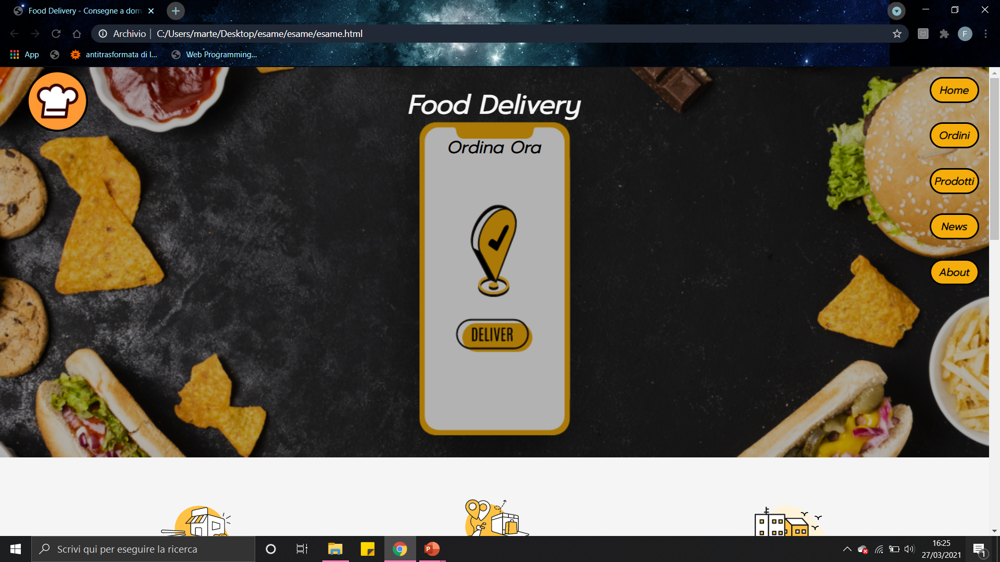 Food Delivery - Consegne a dom
Archivio | C:/Users/marte/Desktop/esame/esame/esame.html
F
App
antitrasformata di l...
Web Programming...
Food Delivery
Home
Ordini
Prodotti
News
About
Ordina Ora
DELIVER
Scrivi qui per eseguire la ricerca
P
16:25
27/03/2021
1